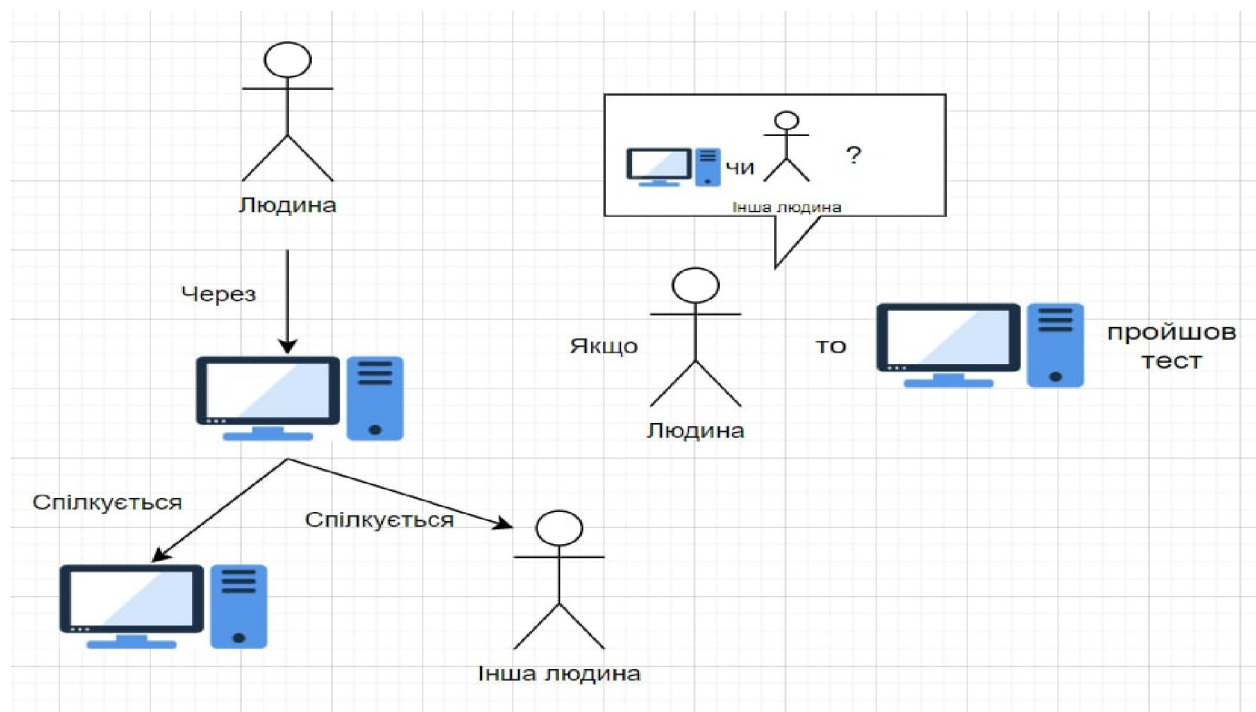 Людина
Через
Спілкується
Спілкується
Інша людина
чи
?
Інша людина
Якщо
Людина
то
пройшов
тест